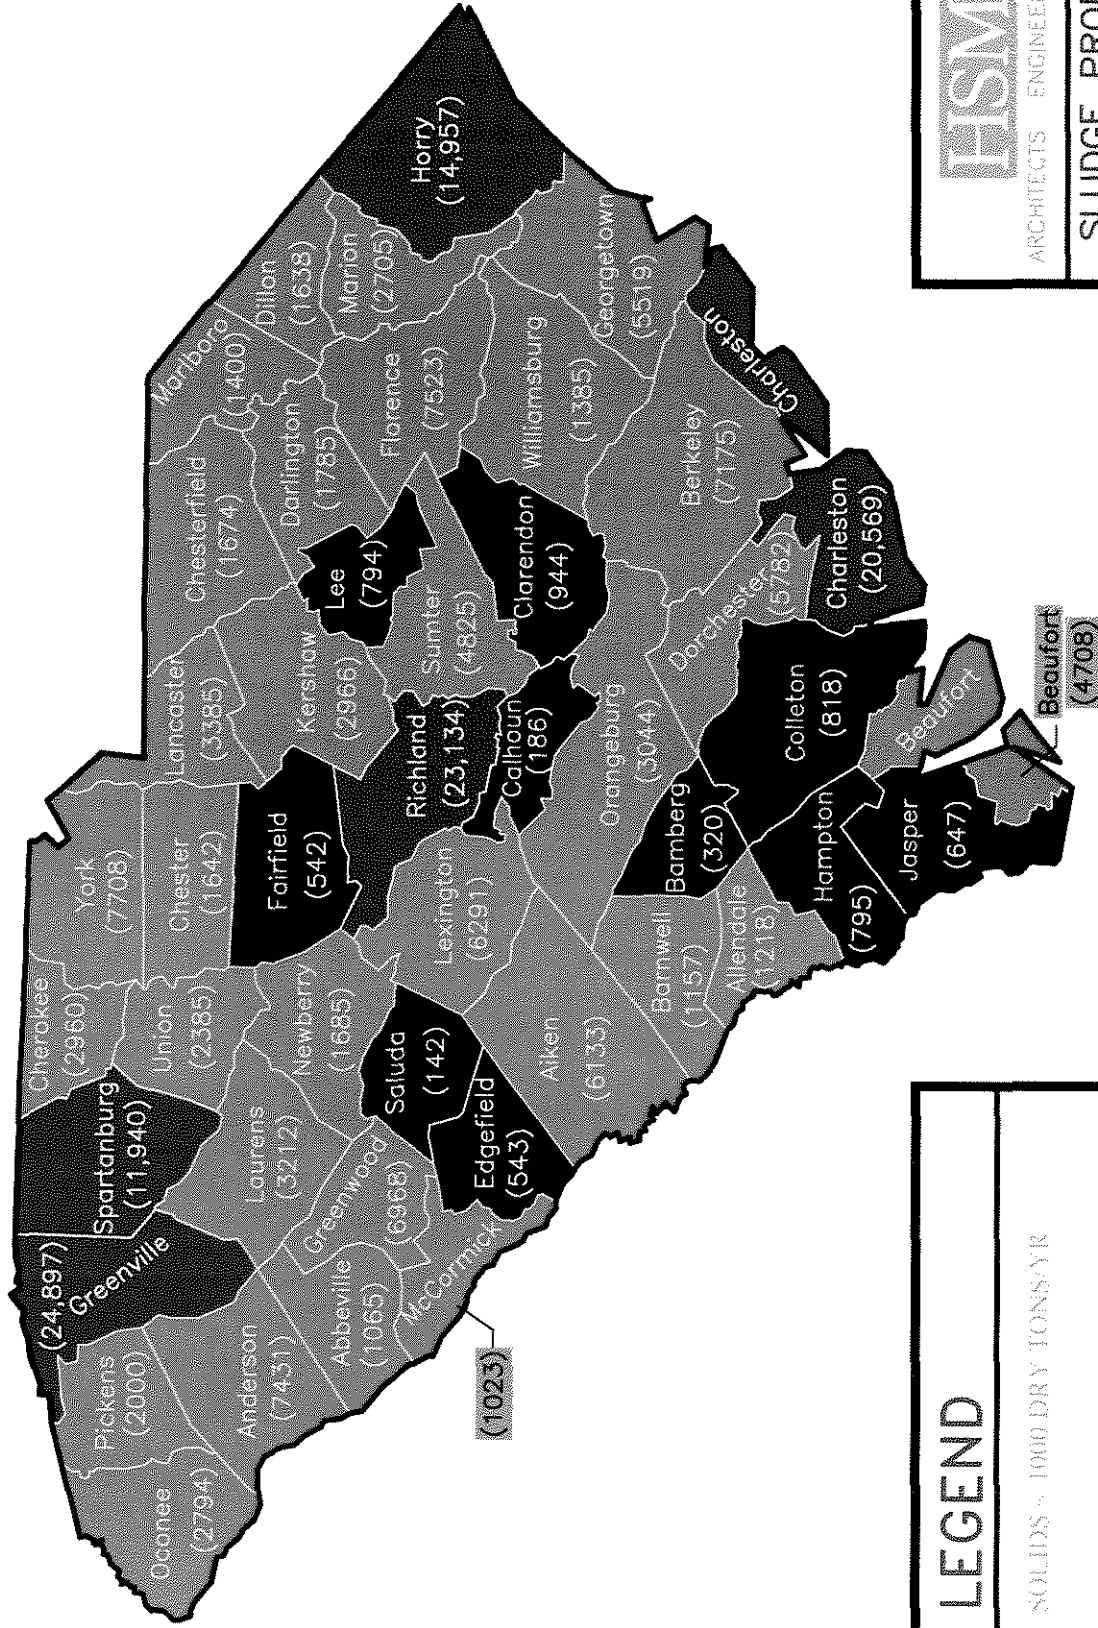 Oconee
(2794)
Pickens
(2000)
(24,897)
Greenville
Spartanburg
(11,940)
Cherokee
(2960)
York
(7708)
Union
(2385)
Chester
(1642)
Lancaster
(3385)
Chesterfield
(1674)
Marlboro
(1400)
Dillon
(1638)
Marion
(2705)
Horry
(14,957)
Anderson
(7431)
Abbeville
(1065)
Greenwood
(6968)
Laurens
(3212)
Newberry
(1685)
Fairfield
(542)
Kershaw
(2966)
Lee
(794)
Darlington
(1785)
Florence
(7523)
McCormick
(1023)
Edgefield
(543)
Saluda
(142)
Lexington
(6291)
Richland
(23,134)
Calhoun
(186)
Sumter
(4825)
Clarendon
(944)
Williamsburg
(1385)
Georgetown
(5519)
Aiken
(6133)
Barnwell
(1157)
Allendale
(1218)
Bamberg
(320)
Orangeburg
(3044)
Dorchester
(5782)
Berkeley
(7175)
Charleston
Charleston
(20,569)
Colleton
(818)
Hampton
(795)
Jasper
(647)
Beaufort
Beaufort
(4708)
LEGEND
SOLIDS < 1000 DRY TONS/YR
HSM
ARCHITECTS ENGINEE